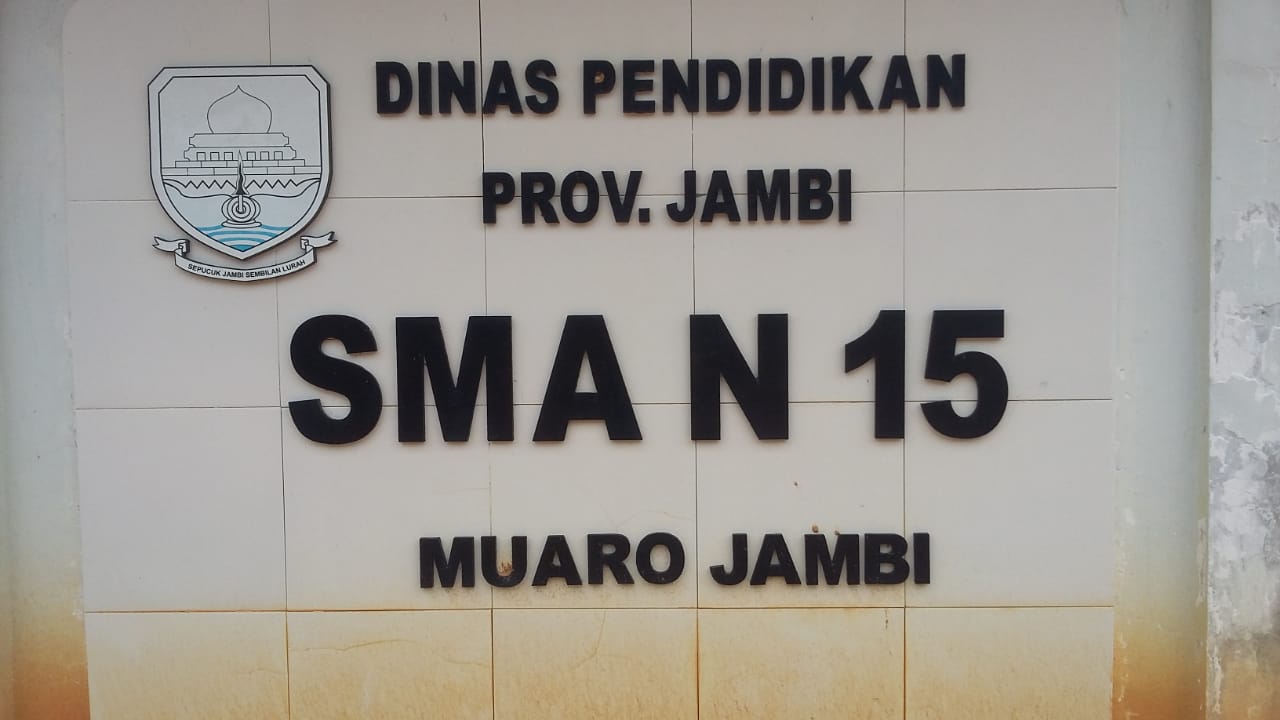 DINAS PENDIDIKAN
PROV. JAMBI
SEPUCUK JAMBI SEMBILAN LURAH
SMA N 15
MUARO JAMBI